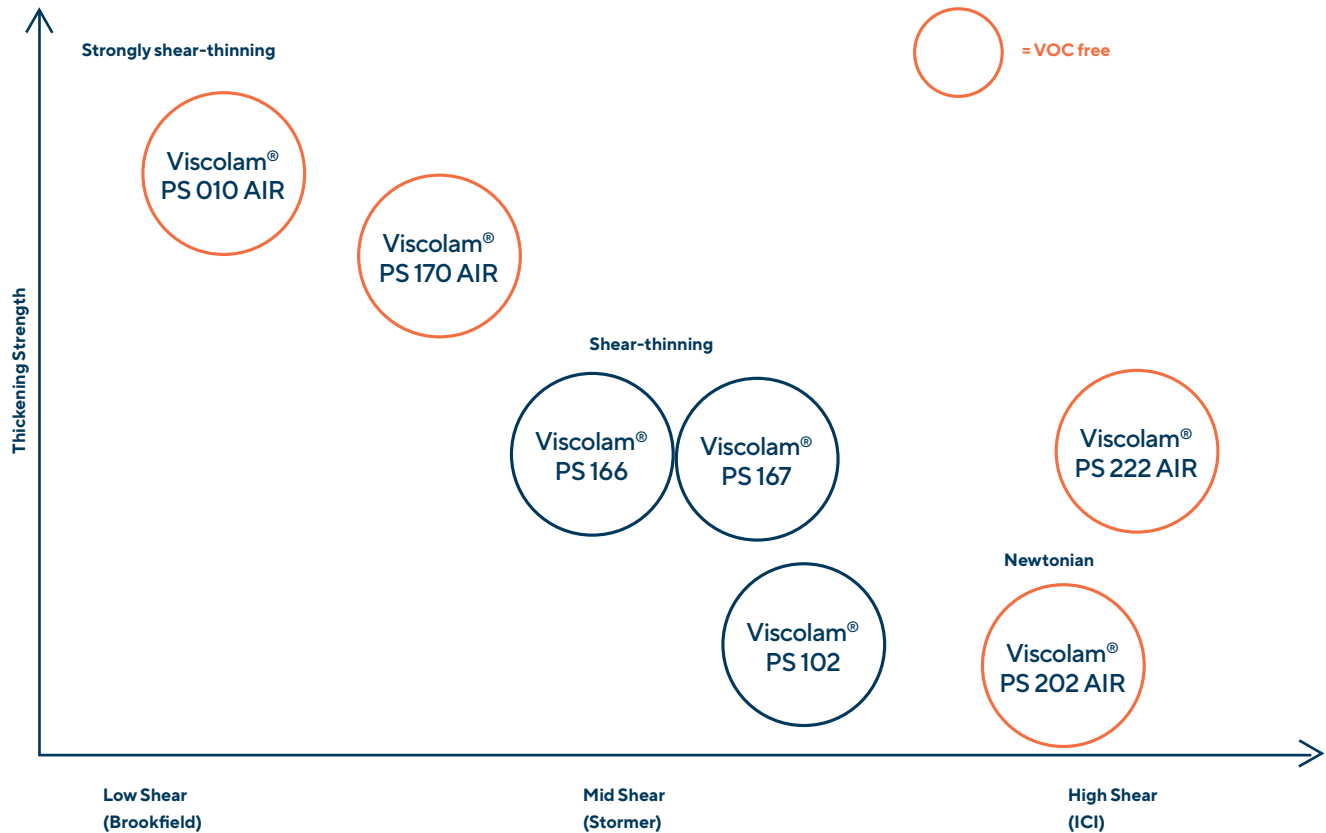 Strongly shear-thinning
= VOC free
Viscolam®
PS 010 AIR
Viscolam®
PS 170 AIR
Thickening Strength
Shear-thinning
Viscolam®
PS 166
Viscolam®
PS 167
Viscolam®
PS 222 AIR
Newtonian
Viscolam®
PS 102
Viscolam®
PS 202 AIR
Low Shear
(Brookfield)
Mid Shear
(Stormer)
High Shear
(ICI)